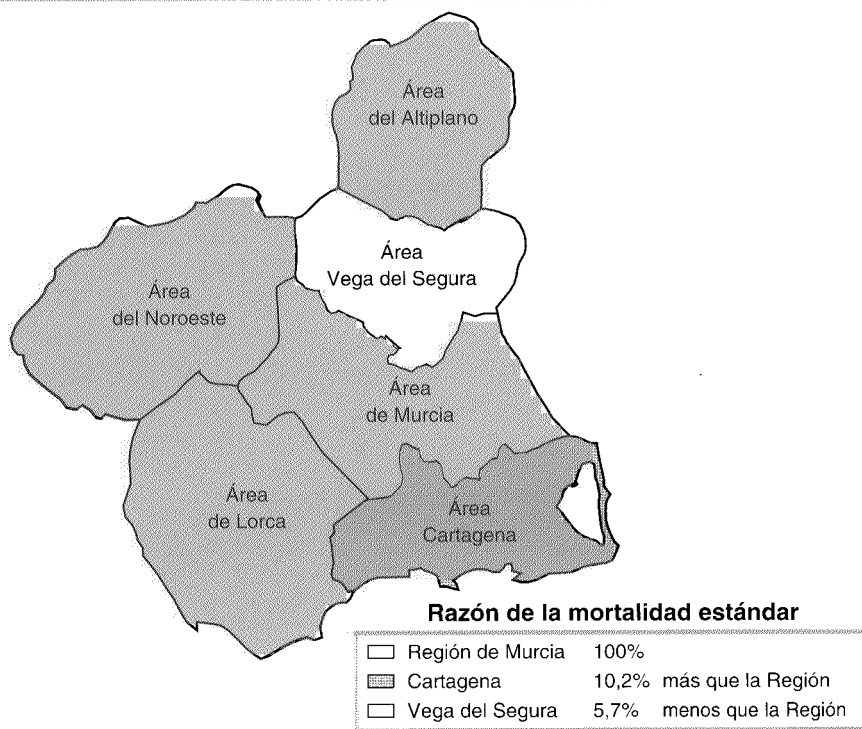 Área
del Altiplano
Área
Vega del Segura
Área
del Noroeste
Área
de Murcia
Área
de Lorca
Área
Cartagena
Razón de la mortalidad estándar
Región de Murcia 100%
Cartagena 10,2% más que la Región
Vega del Segura 5,7% menos que la Región